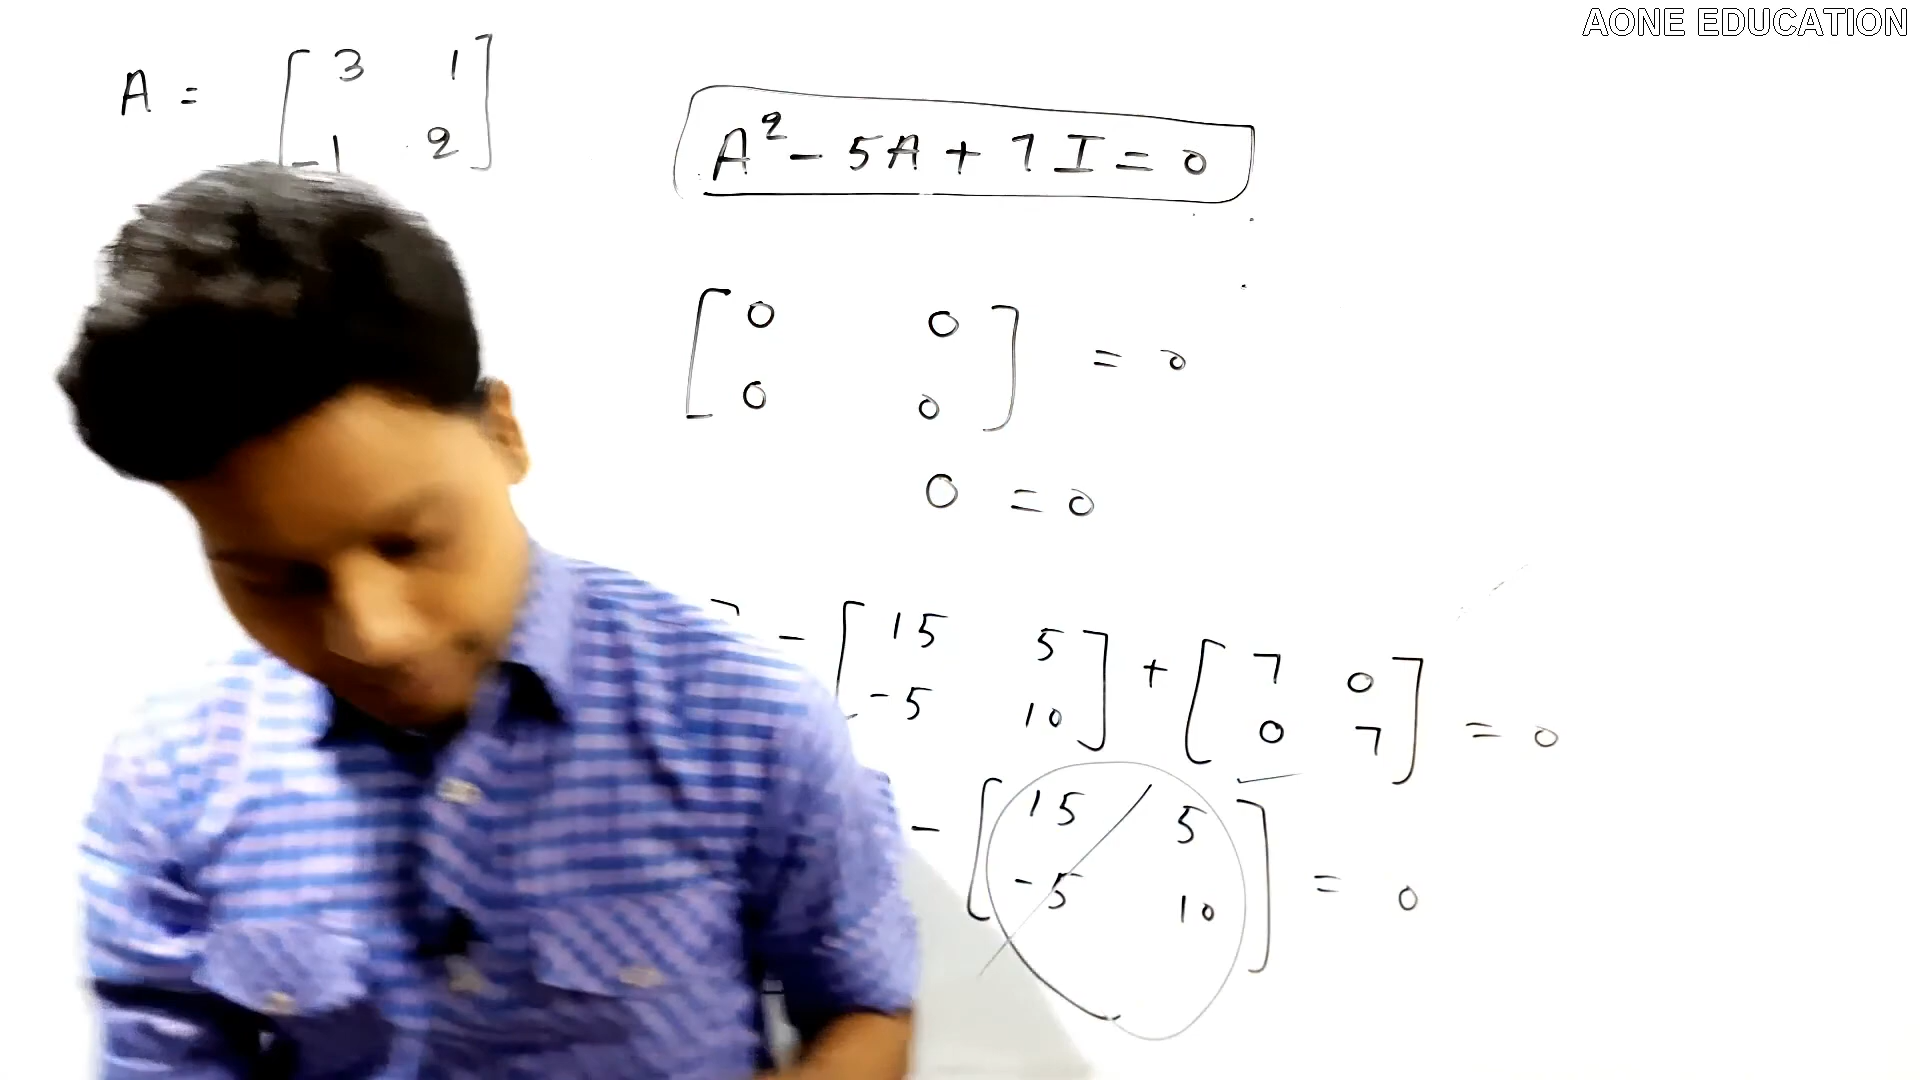 AONE EDUCATION
A = [ 3 1
-1 2 ]
A² - 5A + 7I = 0
[ 0 0
0 0 ] = 0
0 = 0
] - [ 15 5
-5 10 ] + [ 7 0
0 7 ] = 0
- [ 15 5
-5 10 ] = 0